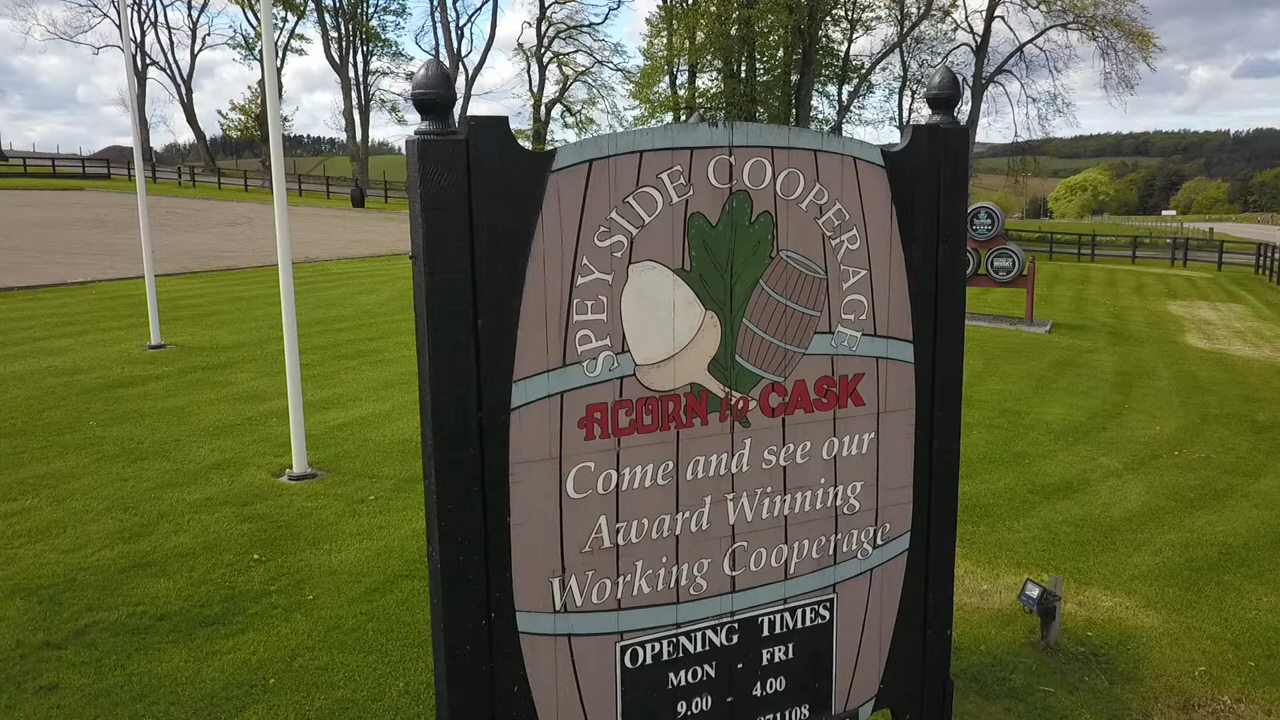 SPEYSIDE COOPERAGE
ACORN to CASK
Come and see our
Award Winning
Working Cooperage
OPENING TIMES
MON - FRI
9.00 - 4.00
871108